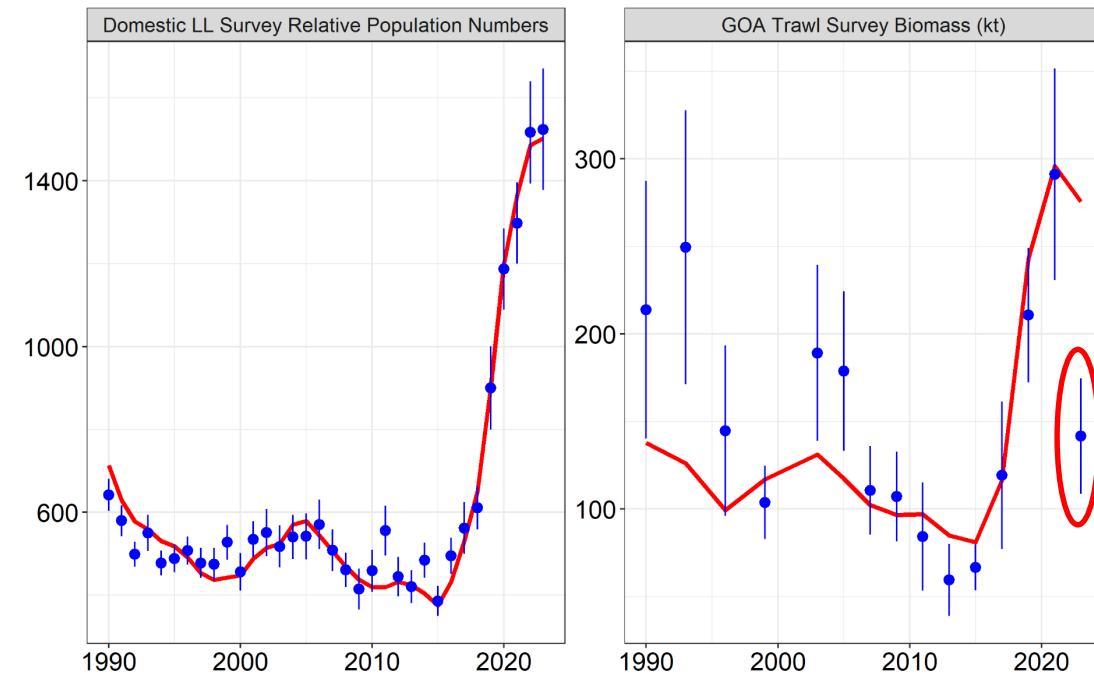 Domestic LL Survey Relative Population Numbers
1400
1000
600
1990 2000 2010 2020
GOA Trawl Survey Biomass (kt)
300
200
100
1990 2000 2010 2020